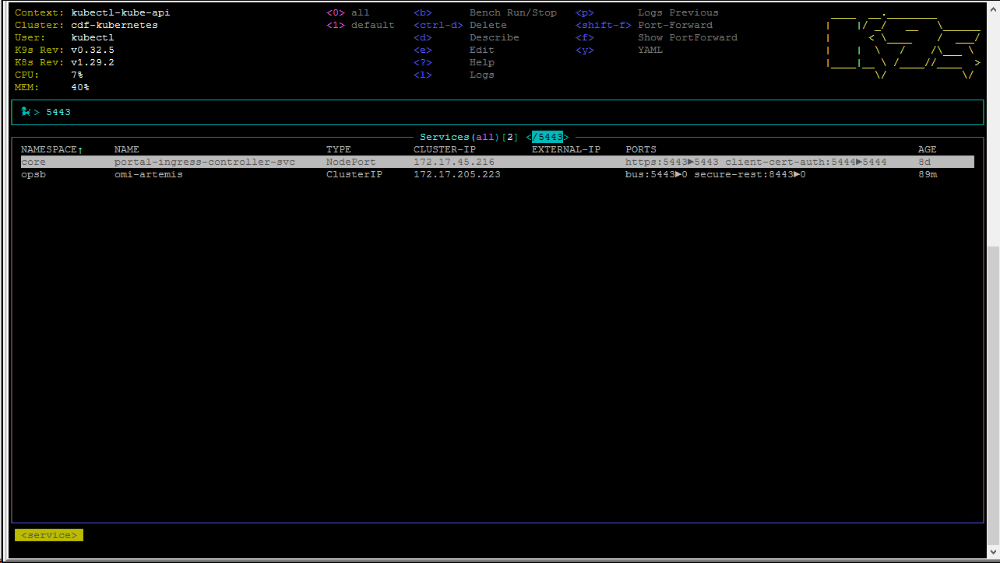 Context: kubectl-kube-api <0> all <b> Bench Run/Stop <p> Logs Previous
Cluster: cdf-kubernetes <1> default <ctrl-d> Delete <shift-f> Port-Forward
User: kubectl <d> Describe <f> Show PortForward
K9s Rev: v0.32.5 <e> Edit <y> YAML
K8s Rev: v1.29.2 <?> Help
CPU: 7% <l> Logs
MEM: 40%
> 5443
Services(all)[2] </5443>
NAMESPACE↑ NAME TYPE CLUSTER-IP EXTERNAL-IP PORTS AGE
core portal-ingress-controller-svc NodePort 172.17.45.216 https:5443►5443 client-cert-auth:5444►5444 8d
opsb omi-artemis ClusterIP 172.17.205.223 bus:5443►0 secure-rest:8443►0 89m
<service>